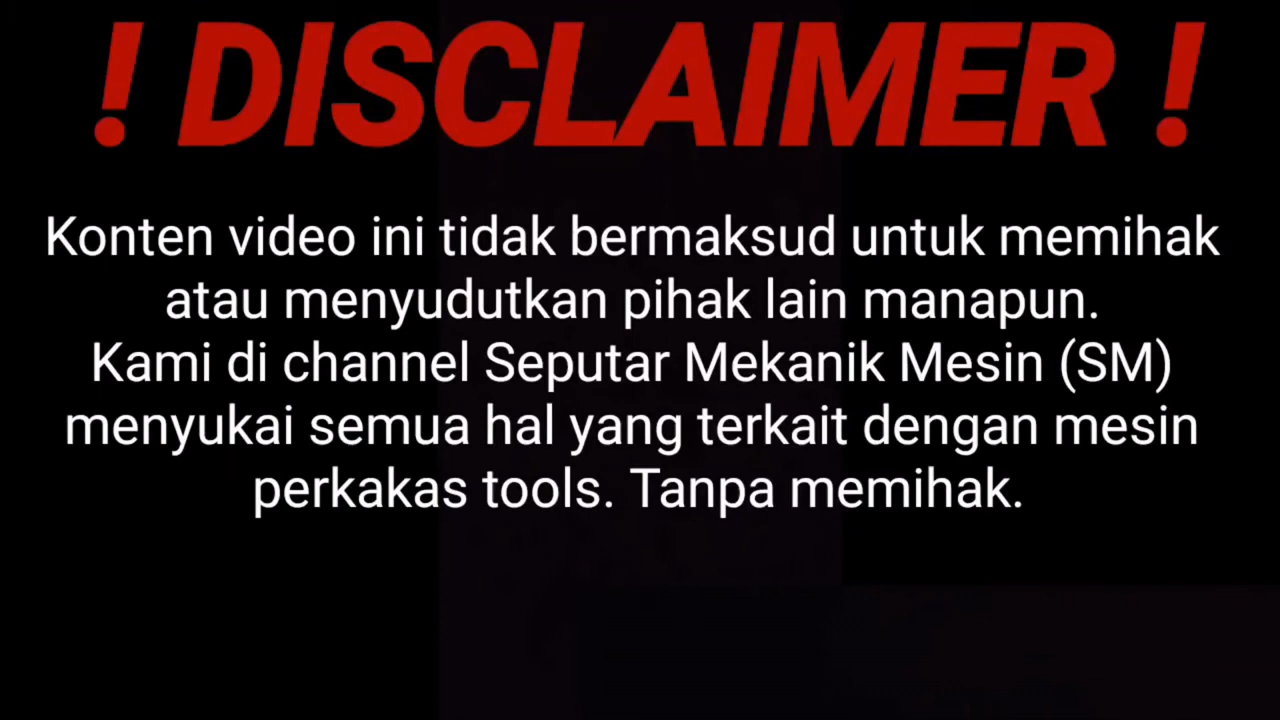 ! DISCLAIMER !
Konten video ini tidak bermaksud untuk memihak
atau menyudutkan pihak lain manapun.
Kami di channel Seputar Mekanik Mesin (SM)
menyukai semua hal yang terkait dengan mesin
perkakas tools. Tanpa memihak.